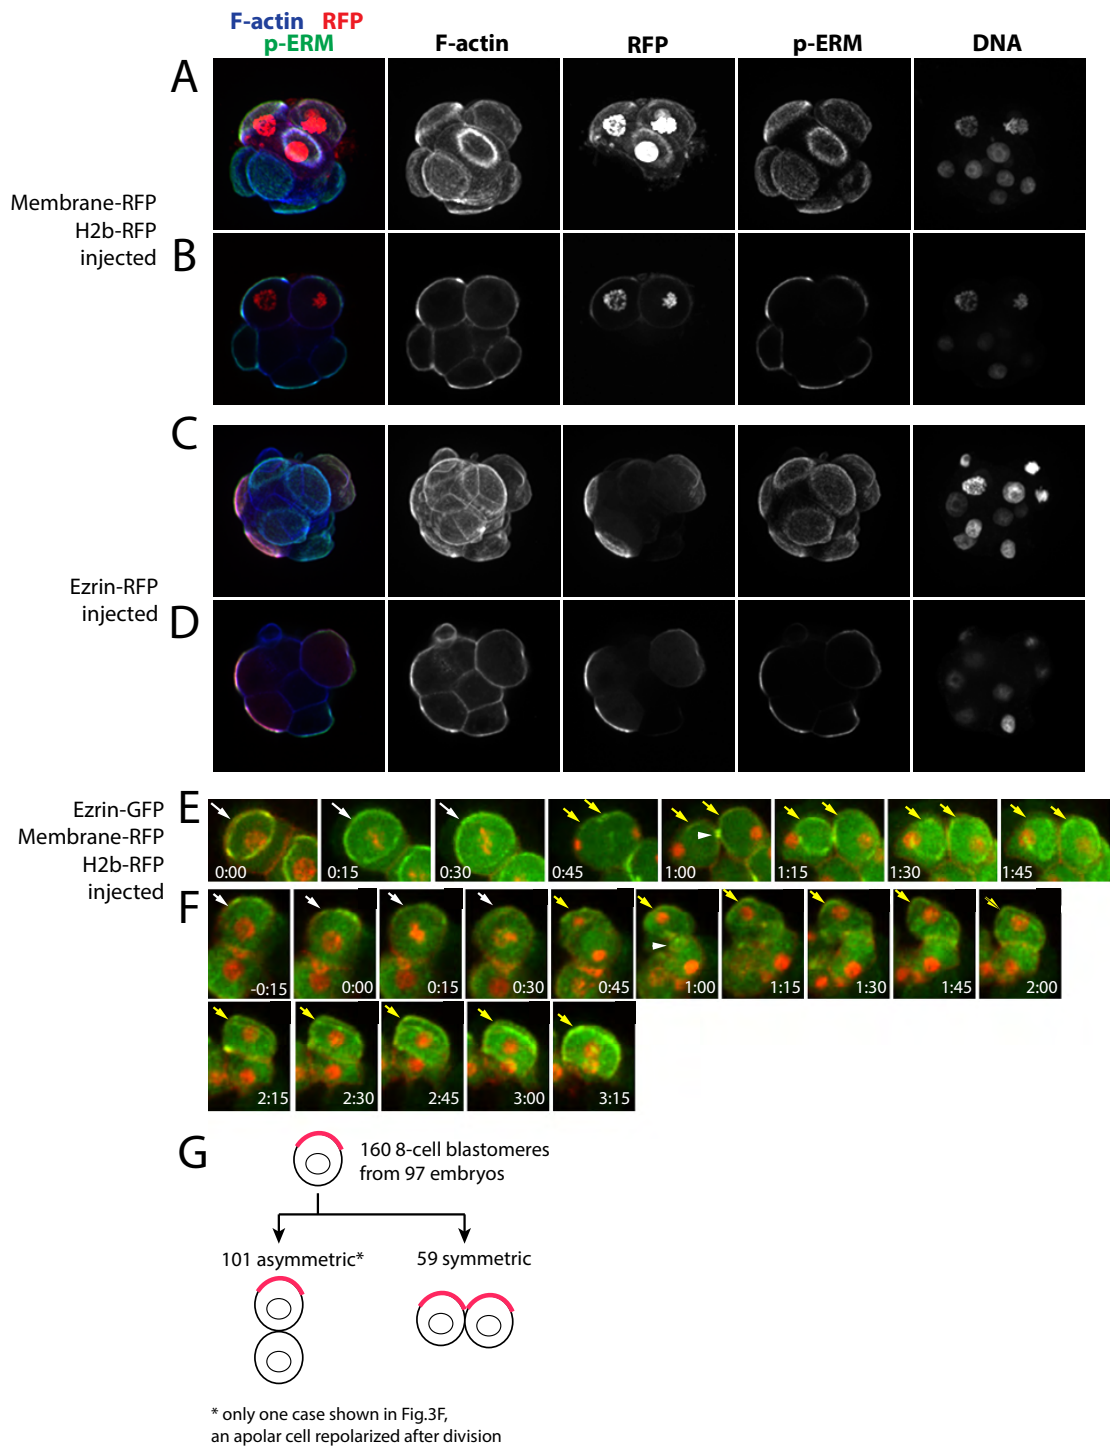 F-actin RFP
p-ERM
F-actin
RFP
p-ERM
DNA
A
Membrane-RFP
H2b-RFP
injected
B
C
Ezrin-RFP
injected
D
Ezrin-GFP
Membrane-RFP
H2b-RFP
injected
E
0:00
0:15
0:30
0:45
1:00
1:15
1:30
1:45
F
-0:15
0:00
0:15
0:30
0:45
1:00
1:15
1:30
1:45
2:00
2:15
2:30
2:45
3:00
3:15
G
160 8-cell blastomeres
from 97 embryos
101 asymmetric*
59 symmetric
* only one case shown in Fig.3F,
an apolar cell repolarized after division